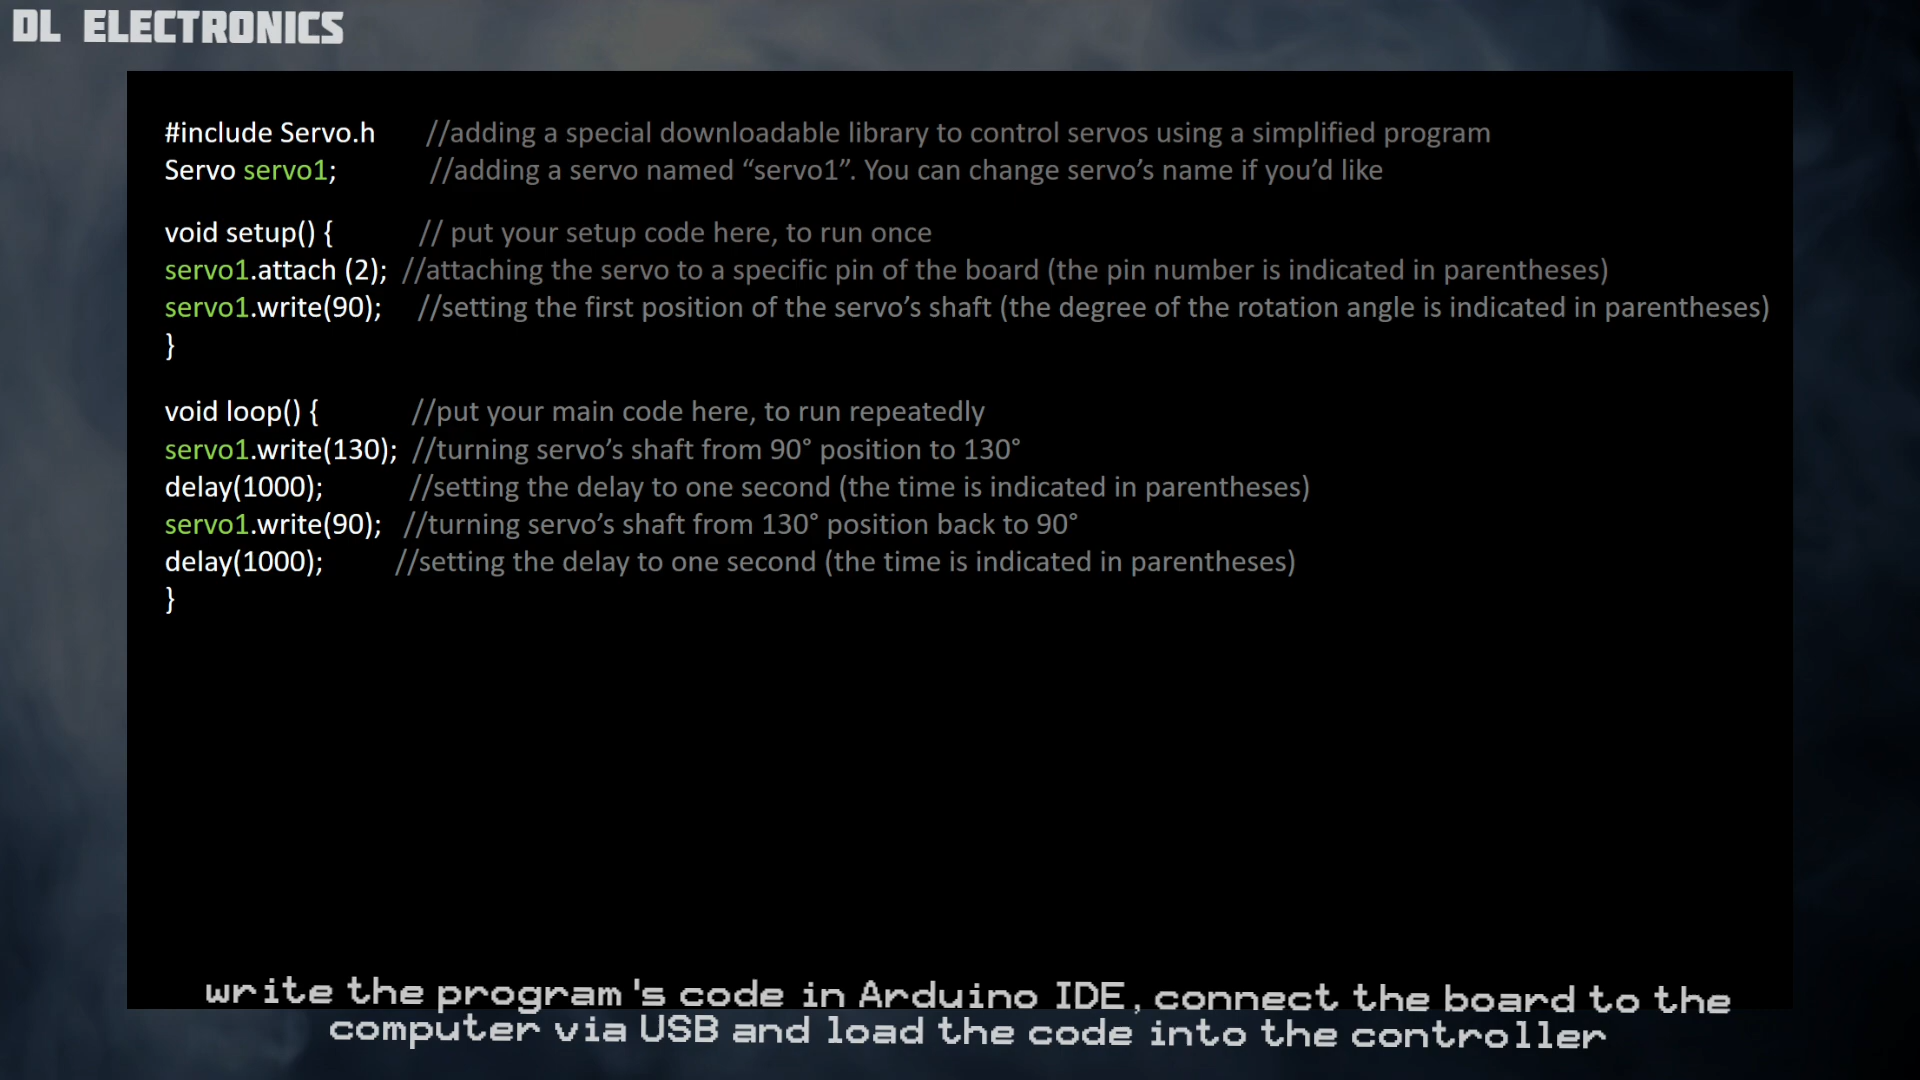 DL ELECTRONICS
#include Servo.h //adding a special downloadable library to control servos using a simplified program
Servo servo1; //adding a servo named “servo1”. You can change servo’s name if you’d like
void setup() { // put your setup code here, to run once
servo1.attach (2); //attaching the servo to a specific pin of the board (the pin number is indicated in parentheses)
servo1.write(90); //setting the first position of the servo’s shaft (the degree of the rotation angle is indicated in parentheses)
}
void loop() { //put your main code here, to run repeatedly
servo1.write(130); //turning servo’s shaft from 90° position to 130°
delay(1000); //setting the delay to one second (the time is indicated in parentheses)
servo1.write(90); //turning servo’s shaft from 130° position back to 90°
delay(1000); //setting the delay to one second (the time is indicated in parentheses)
}
write the program's code in Arduino IDE, connect the board to the
computer via USB and load the code into the controller